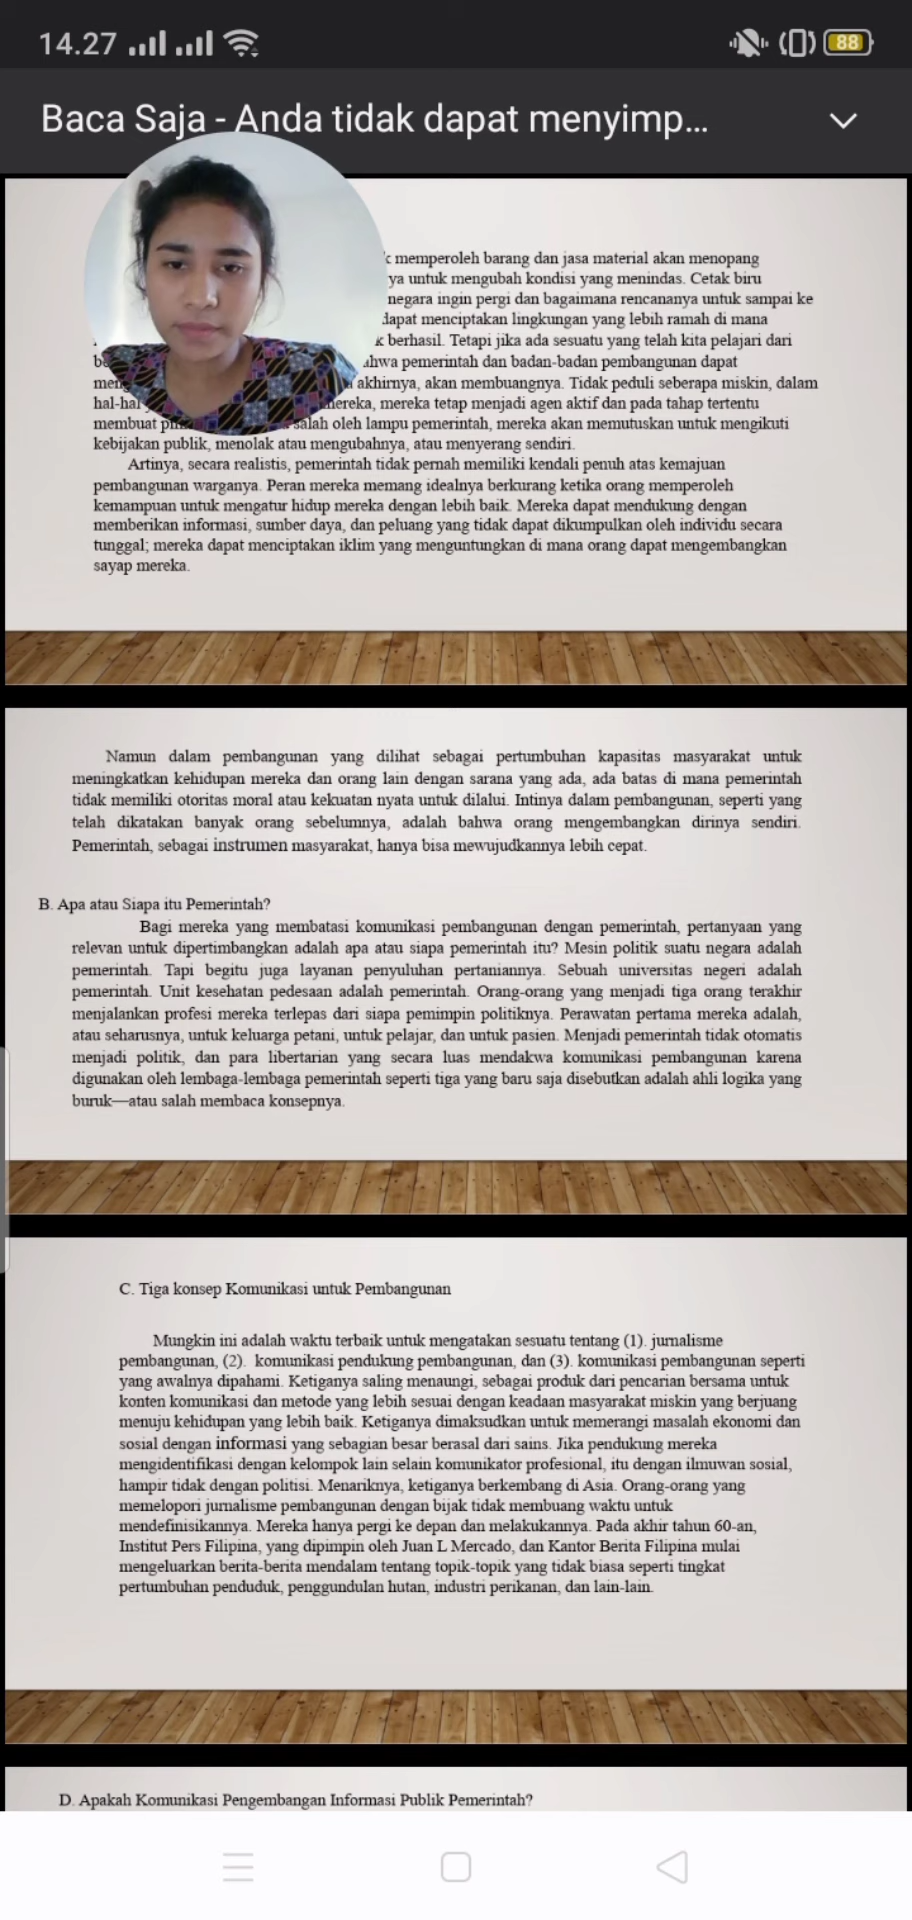 14.27
88
Baca Saja - Anda tidak dapat menyimp...
memperoleh barang dan jasa material akan menopang
untuk mengubah kondisi yang menindas. Cetak biru
negara ingin pergi dan bagaimana rencananya untuk sampai ke
dapat menciptakan lingkungan yang lebih ramah di mana
berhasil. Tetapi jika ada sesuatu yang telah kita pelajari dari
pemerintah dan badan-badan pembangunan dapat
akhirnya, akan membuangnya. Tidak peduli seberapa miskin, dalam
hal-hal mereka, mereka tetap menjadi agen aktif dan pada tahap tertentu
membuat salah oleh lampu pemerintah, mereka akan memutuskan untuk mengikuti
kebijakan publik, menolak atau mengubahnya, atau menyerang sendiri.
Artinya, secara realistis, pemerintah tidak pernah memiliki kendali penuh atas kemajuan
pembangunan warganya. Peran mereka memang idealnya berkurang ketika orang memperoleh
kemampuan untuk mengatur hidup mereka dengan lebih baik. Mereka dapat mendukung dengan
memberikan informasi, sumber daya, dan peluang yang tidak dapat dikumpulkan oleh individu secara
tunggal; mereka dapat menciptakan iklim yang menguntungkan di mana orang dapat mengembangkan
sayap mereka.
Namun dalam pembangunan yang dilihat sebagai pertumbuhan kapasitas masyarakat untuk
meningkatkan kehidupan mereka dan orang lain dengan sarana yang ada, ada batas di mana pemerintah
tidak memiliki otoritas moral atau kekuatan nyata untuk dilalui. Intinya dalam pembangunan, seperti yang
telah dikatakan banyak orang sebelumnya, adalah bahwa orang mengembangkan dirinya sendiri.
Pemerintah, sebagai instrumen masyarakat, hanya bisa mewujudkannya lebih cepat.
B. Apa atau Siapa itu Pemerintah?
Bagi mereka yang membatasi komunikasi pembangunan dengan pemerintah, pertanyaan yang
relevan untuk dipertimbangkan adalah apa atau siapa pemerintah itu? Mesin politik suatu negara adalah
pemerintah. Tapi begitu juga layanan penyuluhan pertaniannya. Sebuah universitas negeri adalah
pemerintah. Unit kesehatan pedesaan adalah pemerintah. Orang-orang yang menjadi tiga orang terakhir
menjalankan profesi mereka terlepas dari siapa pemimpin politiknya. Perawatan pertama mereka adalah,
atau seharusnya, untuk keluarga petani, untuk pelajar, dan untuk pasien. Menjadi pemerintah tidak otomatis
menjadi politik, dan para libertarian yang secara luas mendakwa komunikasi pembangunan karena
digunakan oleh lembaga-lembaga pemerintah seperti tiga yang baru saja disebutkan adalah ahli logika yang
buruk—atau salah membaca konsepnya.
C. Tiga konsep Komunikasi untuk Pembangunan
Mungkin ini adalah waktu terbaik untuk mengatakan sesuatu tentang (1). jurnalisme
pembangunan, (2). komunikasi pendukung pembangunan, dan (3). komunikasi pembangunan seperti
yang awalnya dipahami. Ketiganya saling menaungi, sebagai produk dari pencarian bersama untuk
konten komunikasi dan metode yang lebih sesuai dengan keadaan masyarakat miskin yang berjuang
menuju kehidupan yang lebih baik. Ketiganya dimaksudkan untuk memerangi masalah ekonomi dan
sosial dengan informasi yang sebagian besar berasal dari sains. Jika pendukung mereka
mengidentifikasi dengan kelompok lain selain komunikator profesional, itu dengan ilmuwan sosial,
hampir tidak dengan politisi. Menariknya, ketiganya berkembang di Asia. Orang-orang yang
memelopori jurnalisme pembangunan dengan bijak tidak membuang waktu untuk
mendefinisikannya. Mereka hanya pergi ke depan dan melakukannya. Pada akhir tahun 60-an,
Institut Pers Filipina, yang dipimpin oleh Juan L Mercado, dan Kantor Berita Filipina mulai
mengeluarkan berita-berita mendalam tentang topik-topik yang tidak biasa seperti tingkat
pertumbuhan penduduk, penggundulan hutan, industri perikanan, dan lain-lain.
D. Apakah Komunikasi Pengembangan Informasi Publik Pemerintah?